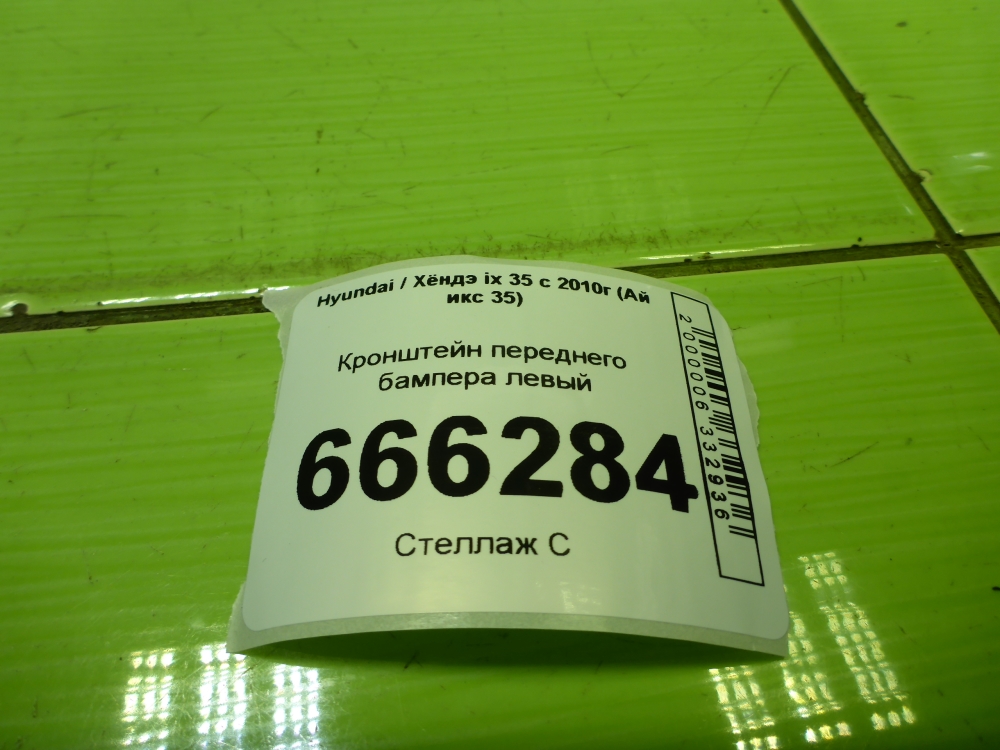 Hyundai / Хёндэ ix 35 с 2010г (Ай
икс 35)
Кронштейн переднего
бампера левый
666284
Стеллаж С
2000006332936